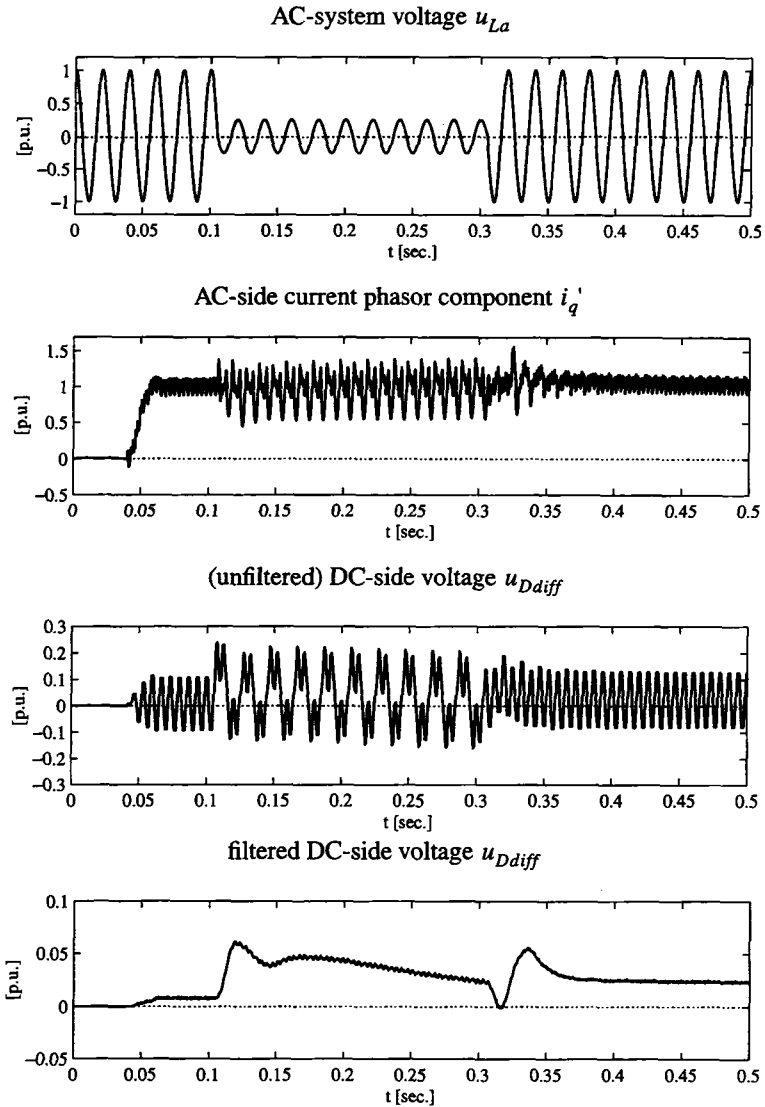 AC-system voltage u_La
1
0.5
0
−0.5
−1
[p.u.]
0 0.05 0.1 0.15 0.2 0.25 0.3 0.35 0.4 0.45 0.5
t [sec.]
AC-side current phasor component i_q'
1.5
1
0.5
0
−0.5
[p.u.]
0 0.05 0.1 0.15 0.2 0.25 0.3 0.35 0.4 0.45 0.5
t [sec.]
(unfiltered) DC-side voltage u_Ddiff
0.3
0.2
0.1
0
−0.1
−0.2
−0.3
[p.u.]
0 0.05 0.1 0.15 0.2 0.25 0.3 0.35 0.4 0.45 0.5
t [sec.]
filtered DC-side voltage u_Ddiff
0.1
0.05
0
−0.05
[p.u.]
0 0.05 0.1 0.15 0.2 0.25 0.3 0.35 0.4 0.45 0.5
t [sec.]